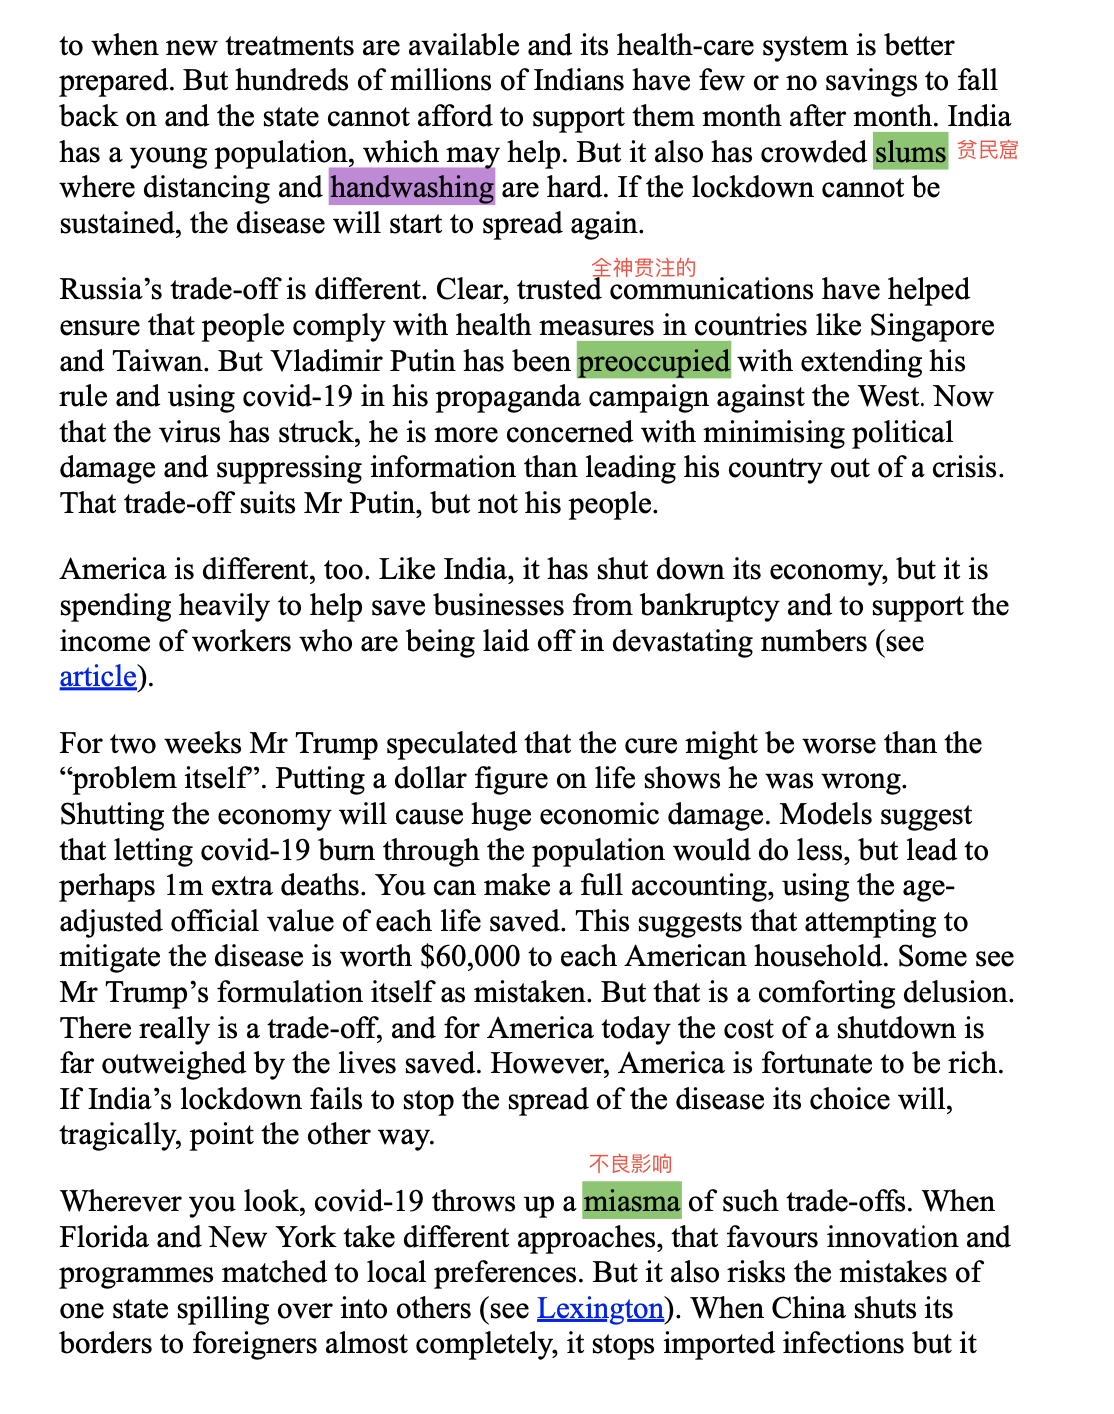 to when new treatments are available and its health-care system is better
prepared. But hundreds of millions of Indians have few or no savings to fall
back on and the state cannot afford to support them month after month. India
has a young population, which may help. But it also has crowded slums 贫民窟
where distancing and handwashing are hard. If the lockdown cannot be
sustained, the disease will start to spread again.
全神贯注的
Russia’s trade-off is different. Clear, trusted communications have helped
ensure that people comply with health measures in countries like Singapore
and Taiwan. But Vladimir Putin has been preoccupied with extending his
rule and using covid-19 in his propaganda campaign against the West. Now
that the virus has struck, he is more concerned with minimising political
damage and suppressing information than leading his country out of a crisis.
That trade-off suits Mr Putin, but not his people.
America is different, too. Like India, it has shut down its economy, but it is
spending heavily to help save businesses from bankruptcy and to support the
income of workers who are being laid off in devastating numbers (see
article).
For two weeks Mr Trump speculated that the cure might be worse than the
“problem itself”. Putting a dollar figure on life shows he was wrong.
Shutting the economy will cause huge economic damage. Models suggest
that letting covid-19 burn through the population would do less, but lead to
perhaps 1m extra deaths. You can make a full accounting, using the age-
adjusted official value of each life saved. This suggests that attempting to
mitigate the disease is worth $60,000 to each American household. Some see
Mr Trump’s formulation itself as mistaken. But that is a comforting delusion.
There really is a trade-off, and for America today the cost of a shutdown is
far outweighed by the lives saved. However, America is fortunate to be rich.
If India’s lockdown fails to stop the spread of the disease its choice will,
tragically, point the other way.
不良影响
Wherever you look, covid-19 throws up a miasma of such trade-offs. When
Florida and New York take different approaches, that favours innovation and
programmes matched to local preferences. But it also risks the mistakes of
one state spilling over into others (see Lexington). When China shuts its
borders to foreigners almost completely, it stops imported infections but it